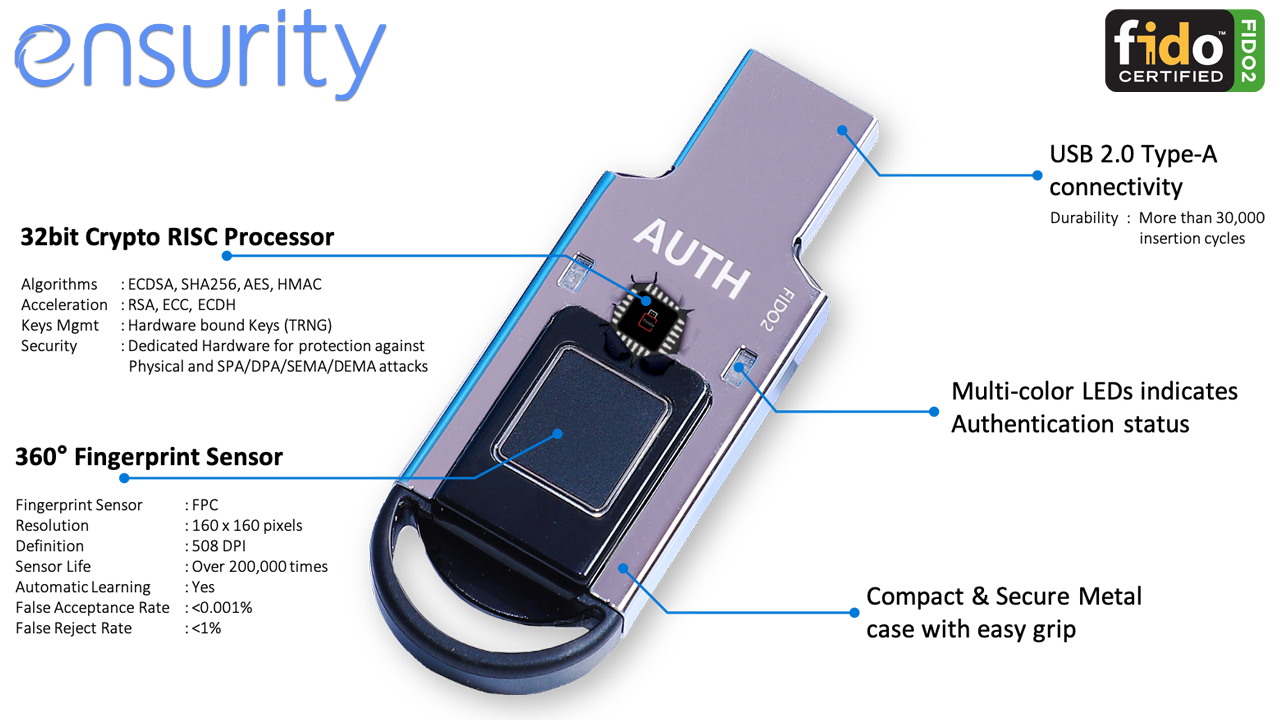 ensurity
fido™
CERTIFIED
FIDO2
USB 2.0 Type-A
connectivity
Durability : More than 30,000
insertion cycles
AUTH
FIDO2
32bit Crypto RISC Processor
Algorithms : ECDSA, SHA256, AES, HMAC
Acceleration : RSA, ECC, ECDH
Keys Mgmt : Hardware bound Keys (TRNG)
Security : Dedicated Hardware for protection against
Physical and SPA/DPA/SEMA/DEMA attacks
Multi-color LEDs indicates
Authentication status
360° Fingerprint Sensor
Fingerprint Sensor : FPC
Resolution : 160 x 160 pixels
Definition : 508 DPI
Sensor Life : Over 200,000 times
Automatic Learning : Yes
False Acceptance Rate : <0.001%
False Reject Rate : <1%
Compact & Secure Metal
case with easy grip